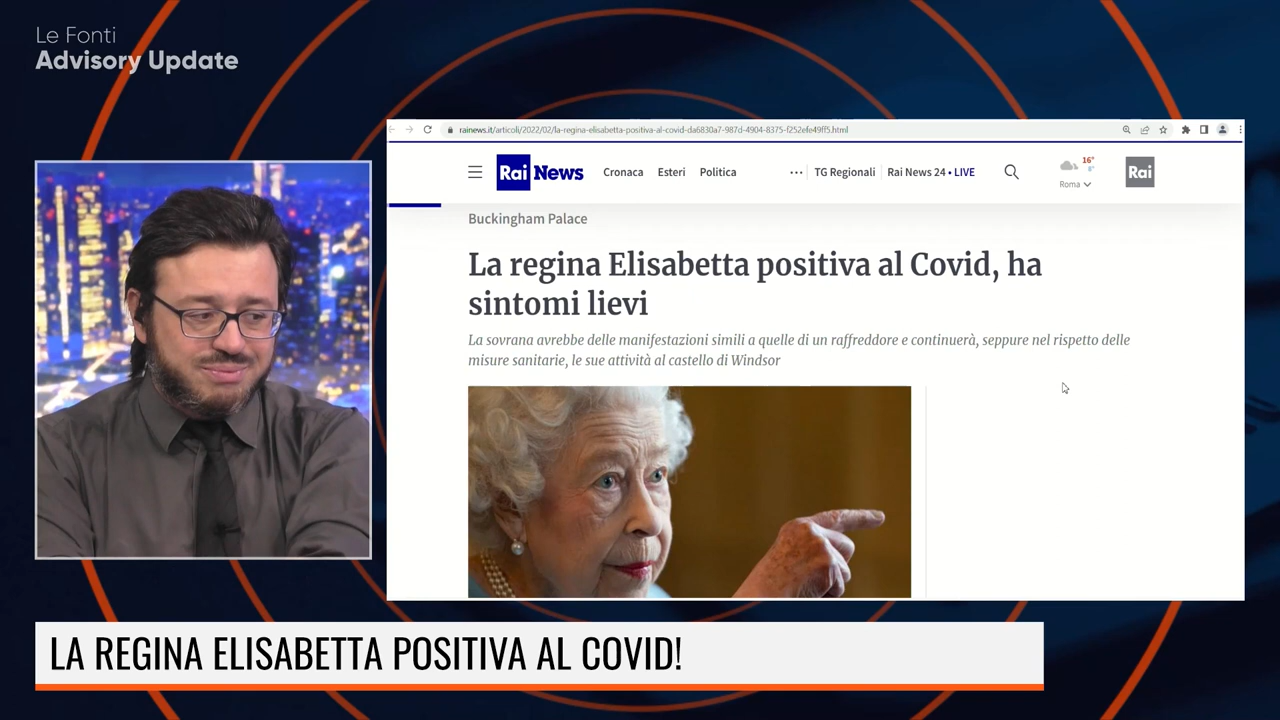 Le Fonti
Advisory Update
rainews.it/articoli/2022/02/la-regina-elisabetta-positiva-al-covid-da6830a7-987d-4904-8375-f252efe49ff5.html
Rai News Cronaca Esteri Politica ••• TG Regionali Rai News 24 • LIVE 16° 8° Roma Rai
Buckingham Palace
La regina Elisabetta positiva al Covid, ha
sintomi lievi
La sovrana avrebbe delle manifestazioni simili a quelle di un raffreddore e continuerà, seppure nel rispetto delle
misure sanitarie, le sue attività al castello di Windsor
LA REGINA ELISABETTA POSITIVA AL COVID!